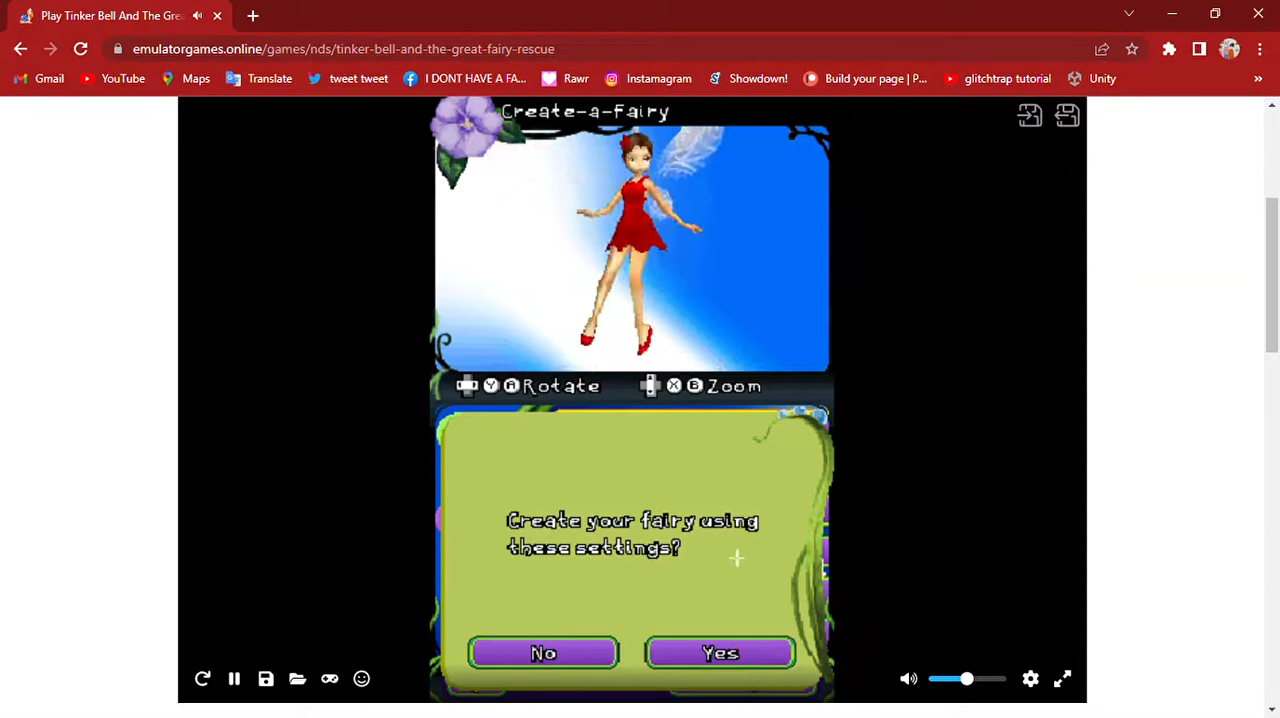 Play Tinker Bell And The Grea
emulatorgames.online/games/nds/tinker-bell-and-the-great-fairy-rescue
Gmail YouTube Maps Translate tweet tweet I DONT HAVE A FA... Rawr Instamagram Showdown! Build your page | P... glitchtrap tutorial Unity »
Create-a-Fairy
Y A Rotate X B Zoom
Create your fairy using
these settings?
No Yes